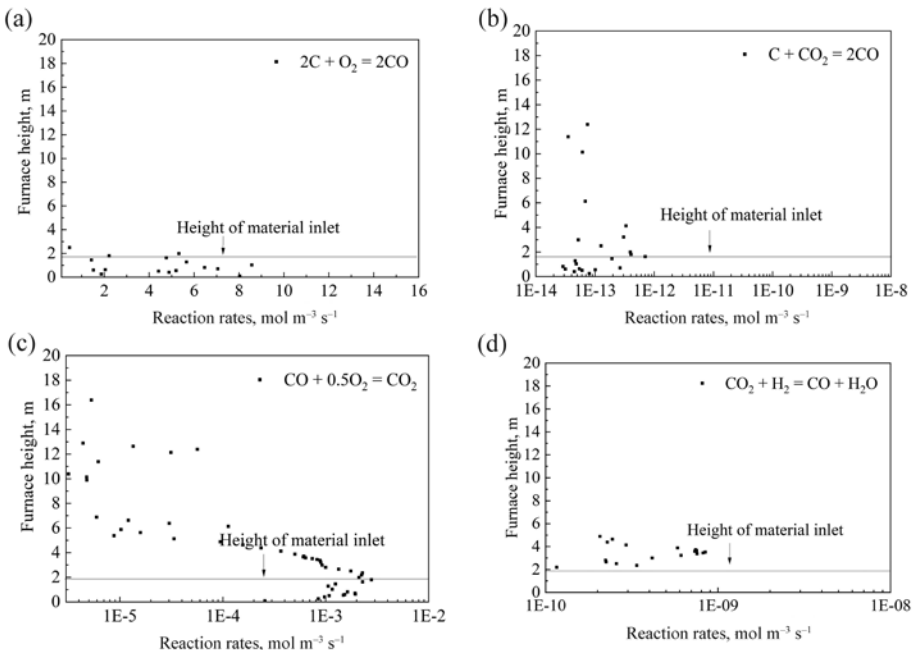 (a)
20
18
16
14
12
10
8
6
4
2
0
Furnace height, m
2C + O₂ = 2CO
Height of material inlet
2 4 6 8 10 12 14 16
Reaction rates, mol m⁻³ s⁻¹
(b)
20
18
16
14
12
10
8
6
4
2
0
Furnace height, m
C + CO₂ = 2CO
Height of material inlet
1E-14 1E-13 1E-12 1E-11 1E-10 1E-9 1E-8
Reaction rates, mol m⁻³ s⁻¹
(c)
20
18
16
14
12
10
8
6
4
2
0
Furnace height, m
CO + 0.5O₂ = CO₂
Height of material inlet
1E-5 1E-4 1E-3 1E-2
Reaction rates, mol m⁻³ s⁻¹
(d)
20
18
16
14
12
10
8
6
4
2
0
Furnace height, m
CO₂ + H₂ = CO + H₂O
Height of material inlet
1E-10 1E-09 1E-08
Reaction rates, mol m⁻³ s⁻¹